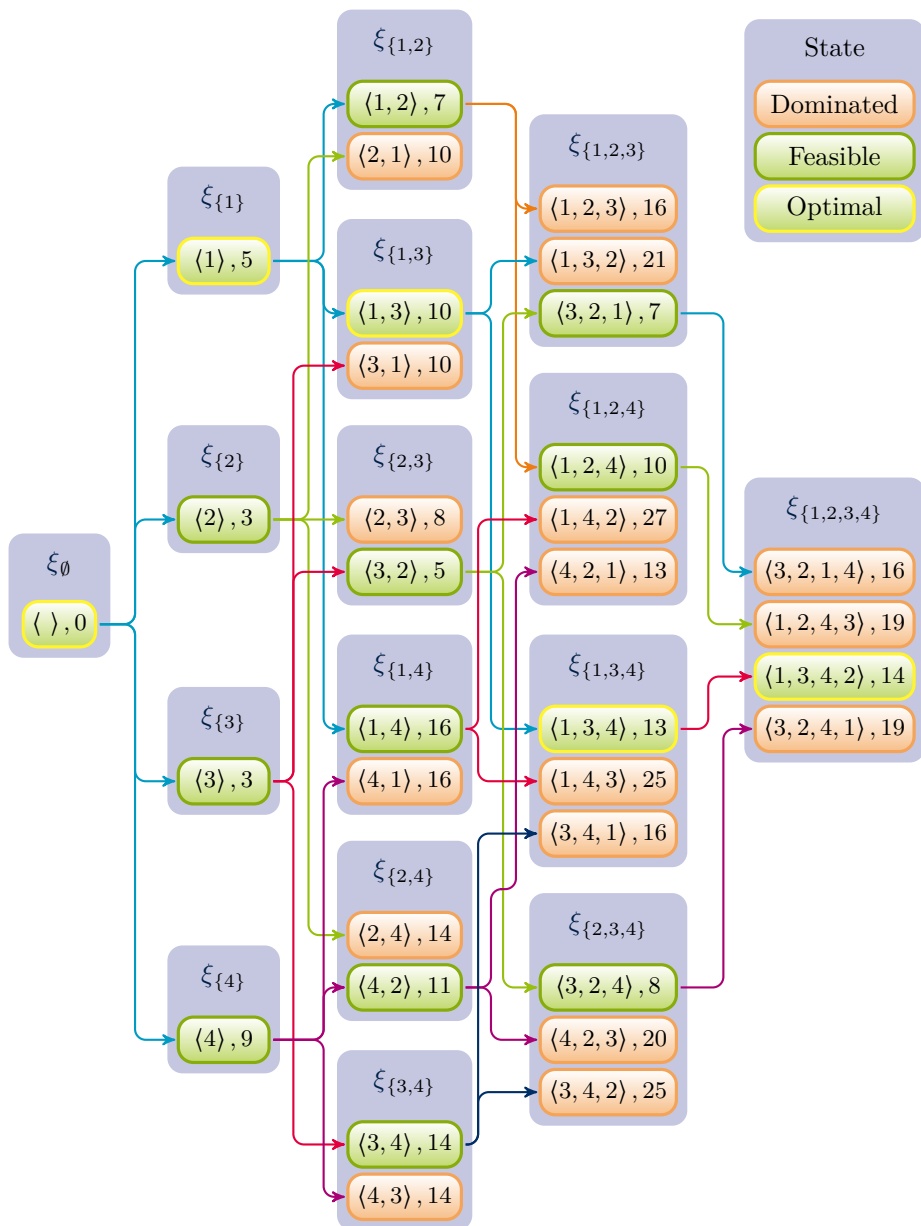 ξ∅
⟨ ⟩, 0
ξ{1}
⟨1⟩, 5
ξ{2}
⟨2⟩, 3
ξ{3}
⟨3⟩, 3
ξ{4}
⟨4⟩, 9
ξ{1,2}
⟨1, 2⟩, 7
⟨2, 1⟩, 10
ξ{1,3}
⟨1, 3⟩, 10
⟨3, 1⟩, 10
ξ{2,3}
⟨2, 3⟩, 8
⟨3, 2⟩, 5
ξ{1,4}
⟨1, 4⟩, 16
⟨4, 1⟩, 16
ξ{2,4}
⟨2, 4⟩, 14
⟨4, 2⟩, 11
ξ{3,4}
⟨3, 4⟩, 14
⟨4, 3⟩, 14
ξ{1,2,3}
⟨1, 2, 3⟩, 16
⟨1, 3, 2⟩, 21
⟨3, 2, 1⟩, 7
ξ{1,2,4}
⟨1, 2, 4⟩, 10
⟨1, 4, 2⟩, 27
⟨4, 2, 1⟩, 13
ξ{1,3,4}
⟨1, 3, 4⟩, 13
⟨1, 4, 3⟩, 25
⟨3, 4, 1⟩, 16
ξ{2,3,4}
⟨3, 2, 4⟩, 8
⟨4, 2, 3⟩, 20
⟨3, 4, 2⟩, 25
ξ{1,2,3,4}
⟨3, 2, 1, 4⟩, 16
⟨1, 2, 4, 3⟩, 19
⟨1, 3, 4, 2⟩, 14
⟨3, 2, 4, 1⟩, 19
State
Dominated
Feasible
Optimal